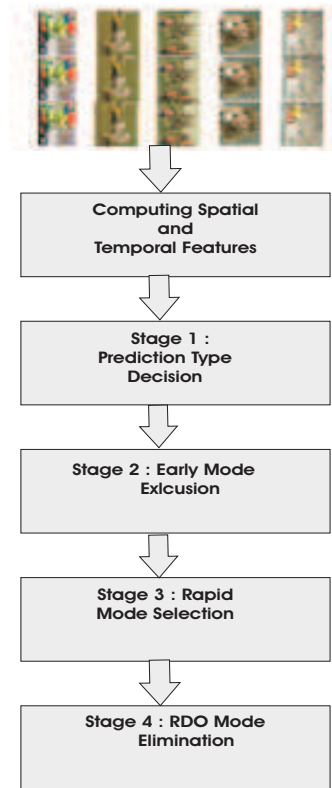 Computing Spatial
and
Temporal Features
Stage 1 :
Prediction Type
Decision
Stage 2 : Early Mode
Exlcusion
Stage 3 : Rapid
Mode Selection
Stage 4 : RDO Mode
Elimination